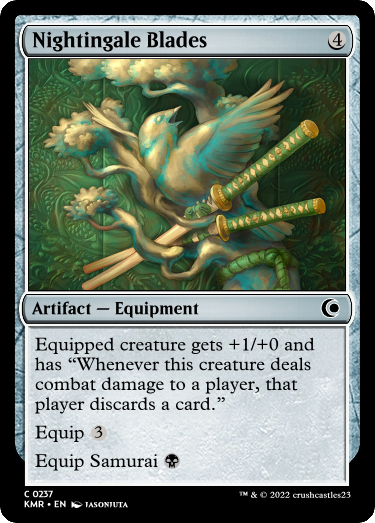 Nightingale Blades 4
Artifact — Equipment
Equipped creature gets +1/+0 and
has “Whenever this creature deals
combat damage to a player, that
player discards a card.”
Equip 3
Equip Samurai
C 0237
KMR • EN JASONJUTA
™ & © 2022 crushcastles23